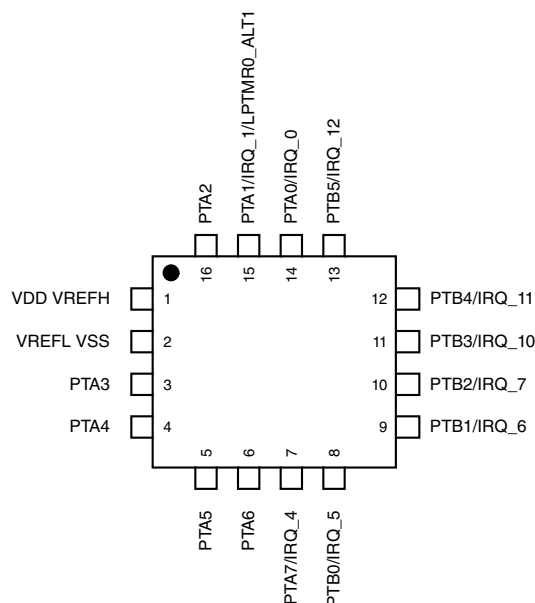 PTA2
PTA1/IRQ_1/LPTMR0_ALT1
PTA0/IRQ_0
PTB5/IRQ_12
16
15
14
13
VDD VREFH
1
12
PTB4/IRQ_11
VREFL VSS
2
11
PTB3/IRQ_10
PTA3
3
10
PTB2/IRQ_7
PTA4
4
9
PTB1/IRQ_6
5
6
7
8
PTA5
PTA6
PTA7/IRQ_4
PTB0/IRQ_5